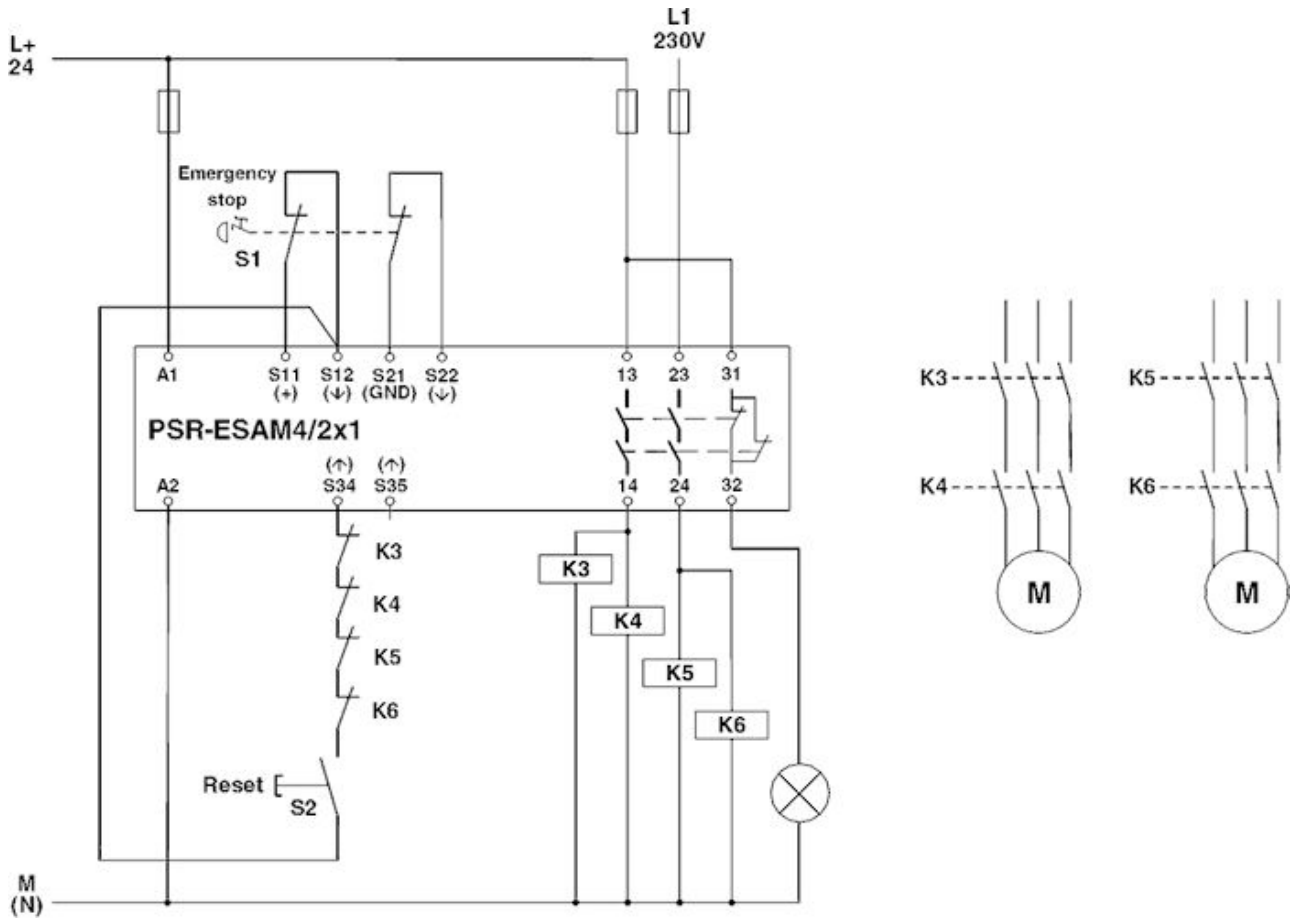 L1
230V
L+
24
Emergency
stop
S1
A1
S11
(+)
S12
(↓)
S21
(GND)
S22
(↓)
13
23
31
PSR-ESAM4/2x1
A2
(↑)
S34
(↑)
S35
14
24
32
K3
K4
K5
K6
Reset
S2
K3
K4
K5
K6
M
(N)
K3
K4
M
K5
K6
M